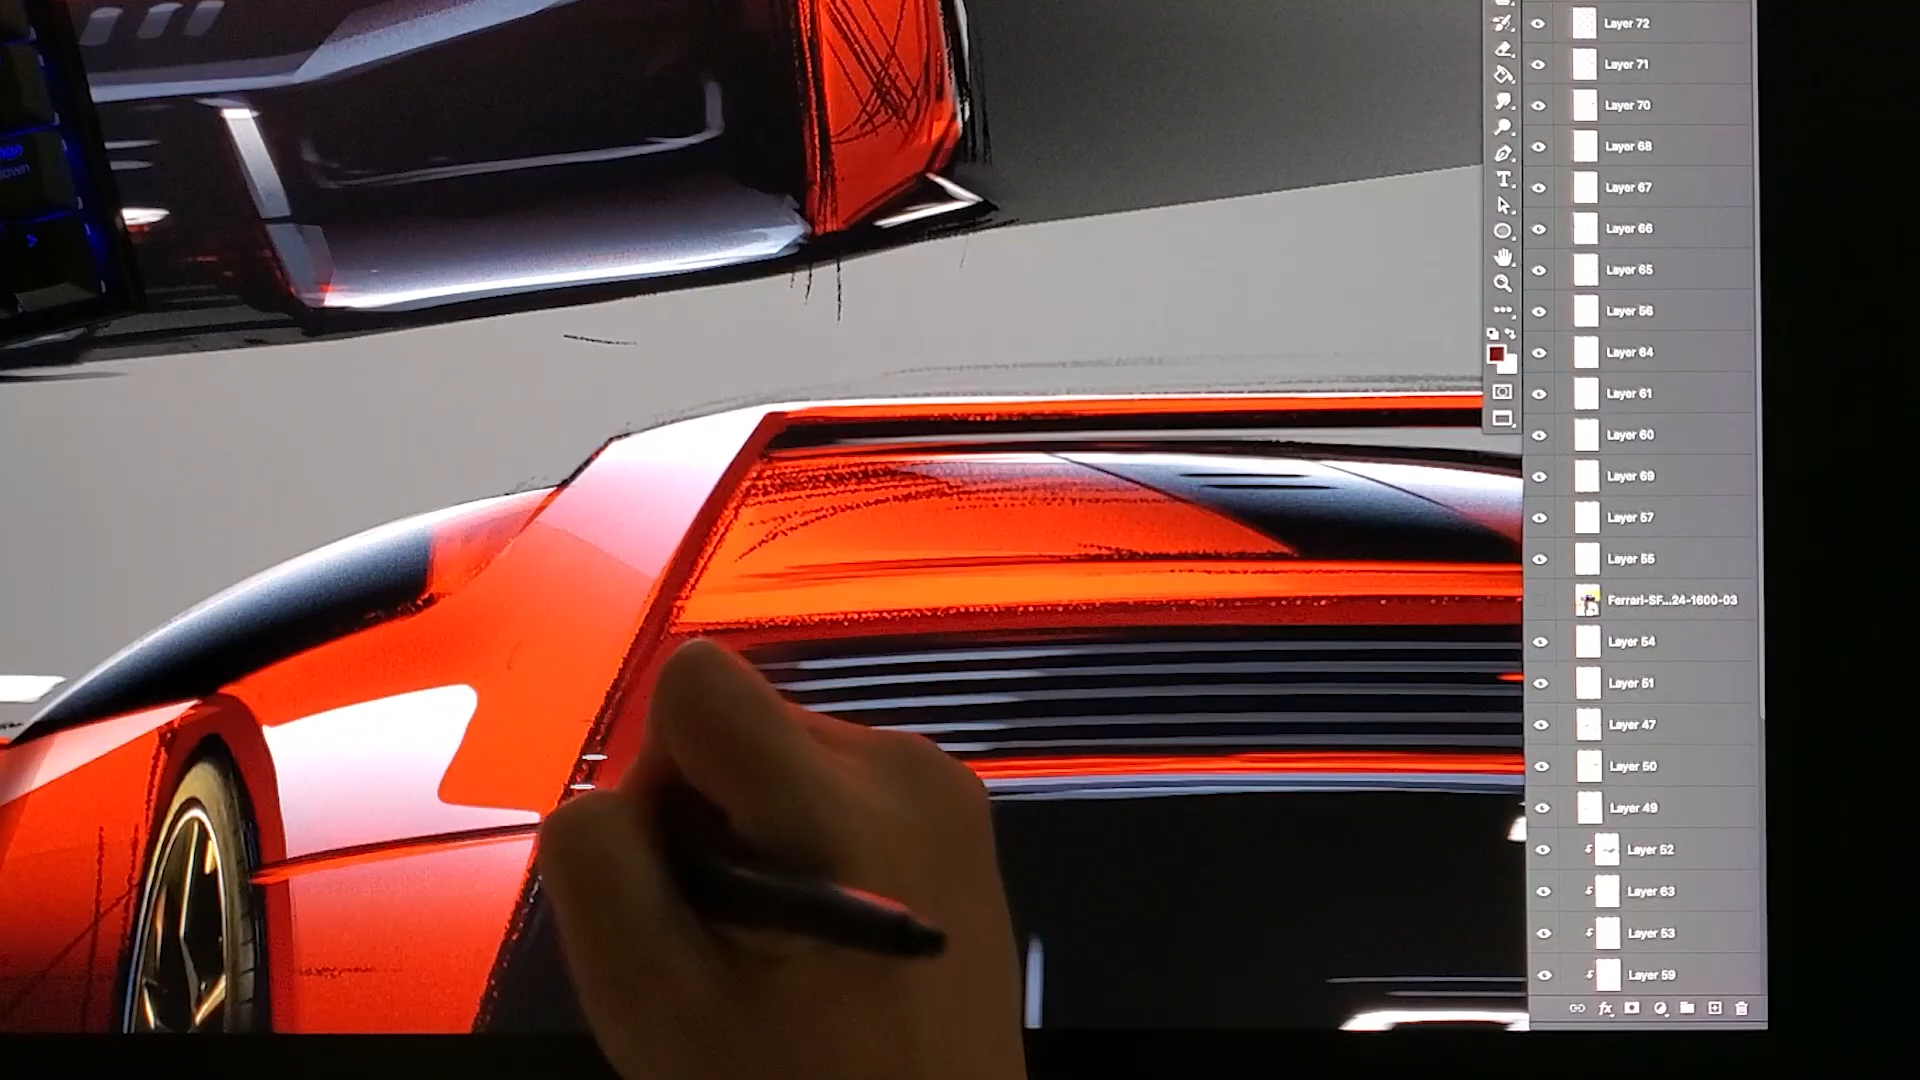 Layer 72
Layer 71
Layer 70
Layer 68
Layer 67
Layer 66
Layer 65
Layer 56
Layer 64
Layer 61
Layer 60
Layer 69
Layer 57
Layer 55
Ferrari-SF...24-1600-03
Layer 54
Layer 51
Layer 47
Layer 50
Layer 49
Layer 52
Layer 63
Layer 53
Layer 59